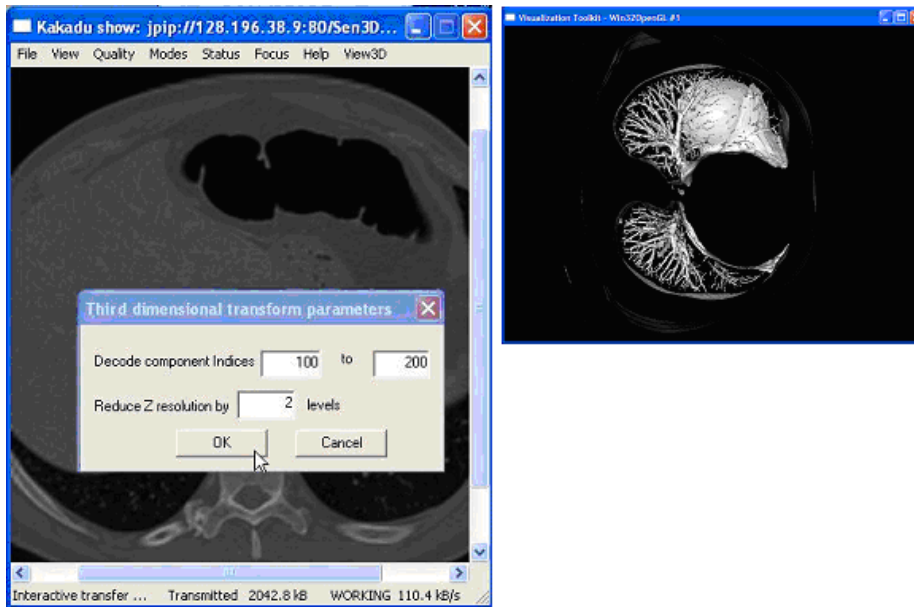 Kakadu show: jpip://128.196.38.9:80/Sen3D...
File View Quality Modes Status Focus Help View3D
Third dimensional transform parameters
Decode component Indices 100 to 200
Reduce Z resolution by 2 levels
OK Cancel
Interactive transfer ... Transmitted 2042.8 kB WORKING 110.4 kB/s
Visualization Toolkit - Win32OpenGL #1